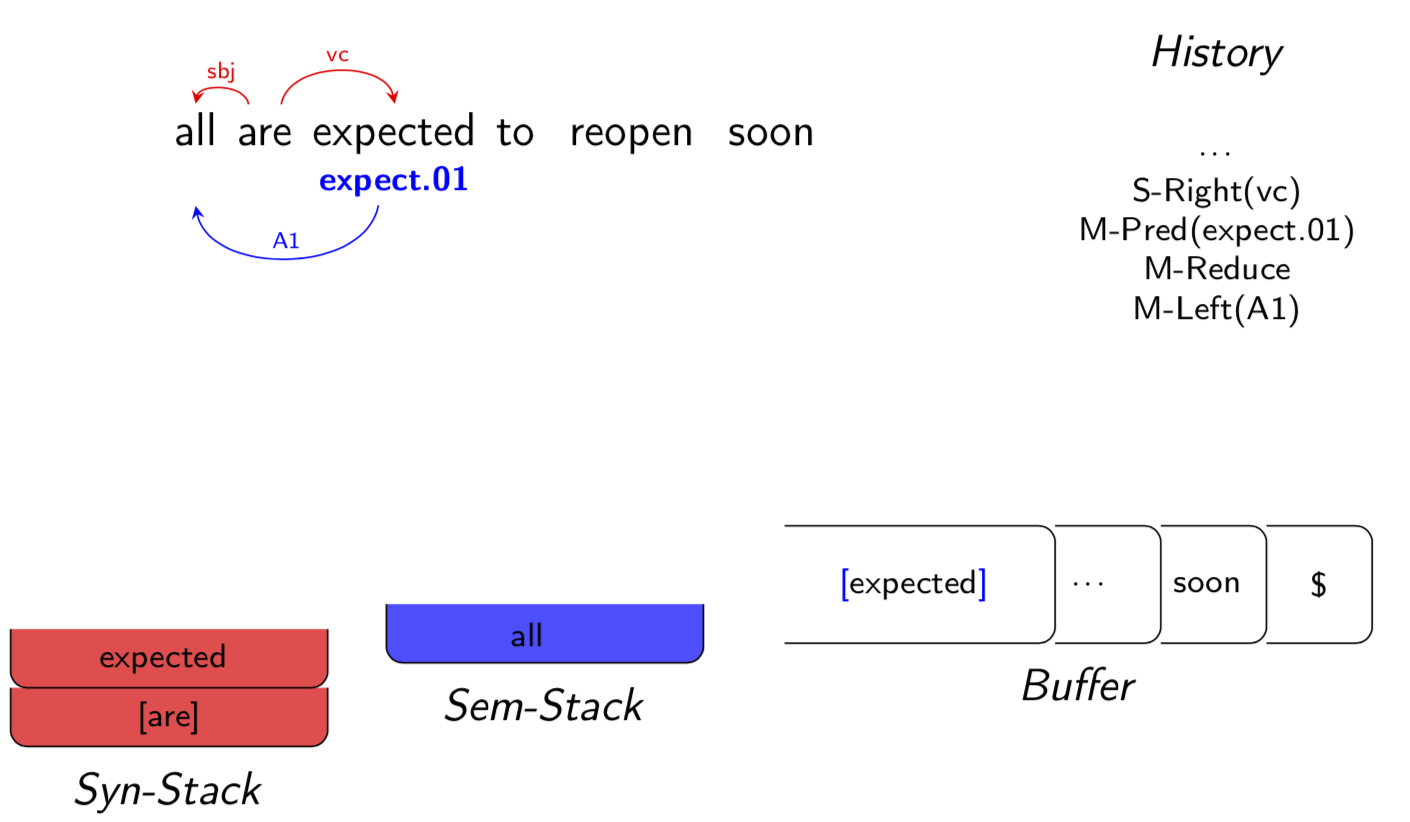 History
vc
sbj
all are expected to reopen soon
...
expect.01
S-Right(vc)
M-Pred(expect.01)
A1
M-Reduce
M-Left(A1)
[expected] ... soon $
all
expected
Buffer
Sem-Stack
[are]
Syn-Stack